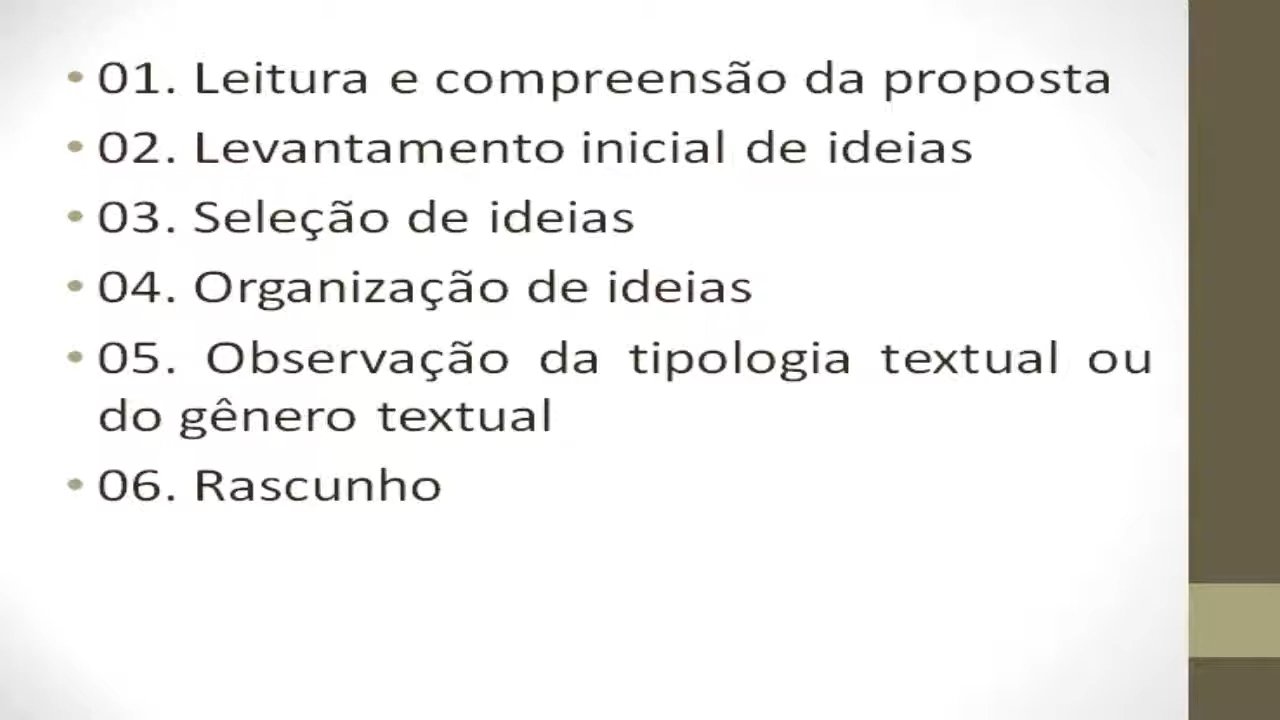 • 01. Leitura e compreensão da proposta
• 02. Levantamento inicial de ideias
• 03. Seleção de ideias
• 04. Organização de ideias
• 05. Observação da tipologia textual ou
do gênero textual
• 06. Rascunho